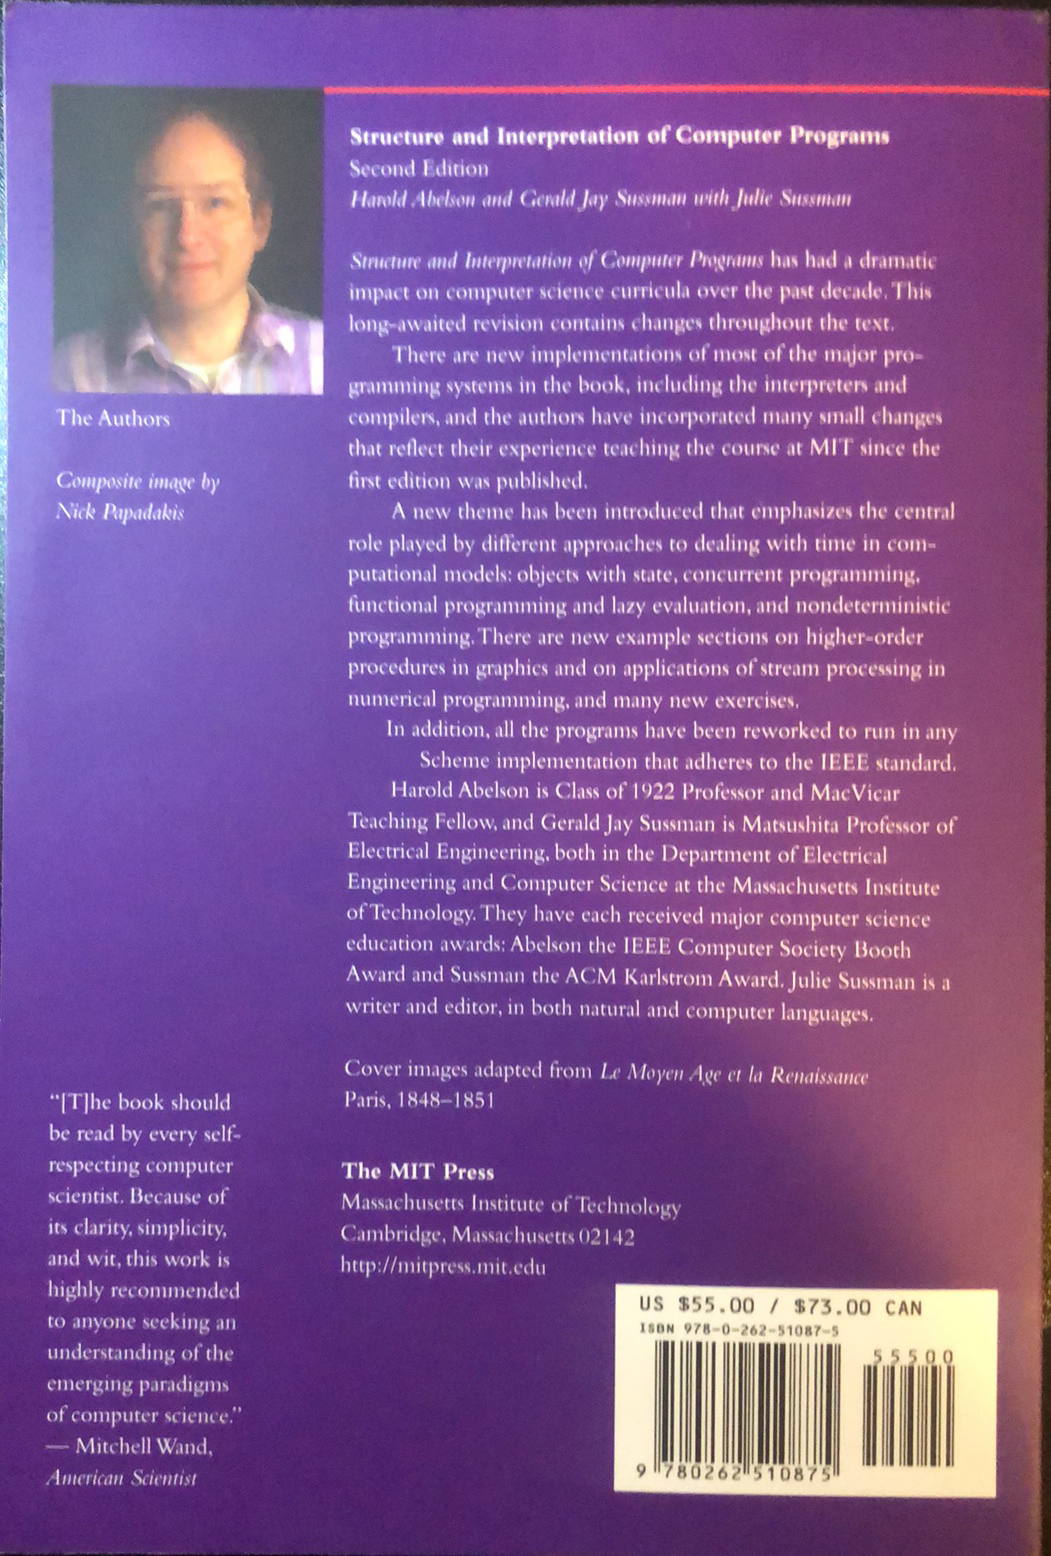 Structure and Interpretation of Computer Programs
Second Edition
Harold Abelson and Gerald Jay Sussman with Julie Sussman
Structure and Interpretation of Computer Programs has had a dramatic
impact on computer science curricula over the past decade. This
long-awaited revision contains changes throughout the text.
There are new implementations of most of the major pro-
gramming systems in the book, including the interpreters and
compilers, and the authors have incorporated many small changes
that reflect their experience teaching the course at MIT since the
first edition was published.
A new theme has been introduced that emphasizes the central
role played by different approaches to dealing with time in com-
putational models: objects with state, concurrent programming,
functional programming and lazy evaluation, and nondeterministic
programming. There are new example sections on higher-order
procedures in graphics and on applications of stream processing in
numerical programming, and many new exercises.
In addition, all the programs have been reworked to run in any
Scheme implementation that adheres to the IEEE standard.
Harold Abelson is Class of 1922 Professor and MacVicar
Teaching Fellow, and Gerald Jay Sussman is Matsushita Professor of
Electrical Engineering, both in the Department of Electrical
Engineering and Computer Science at the Massachusetts Institute
of Technology. They have each received major computer science
education awards: Abelson the IEEE Computer Society Booth
Award and Sussman the ACM Karlstrom Award. Julie Sussman is a
writer and editor, in both natural and computer languages.
Cover images adapted from Le Moyen Age et la Renaissance
Paris, 1848–1851
The MIT Press
Massachusetts Institute of Technology
Cambridge, Massachusetts 02142
http://mitpress.mit.edu
The Authors
Composite image by
Nick Papadakis
“[T]he book should
be read by every self-
respecting computer
scientist. Because of
its clarity, simplicity,
and wit, this work is
highly recommended
to anyone seeking an
understanding of the
emerging paradigms
of computer science.”
— Mitchell Wand,
American Scientist
US $55.00 / $73.00 CAN
ISBN 978-0-262-51087-5
55500
9 780262 510875